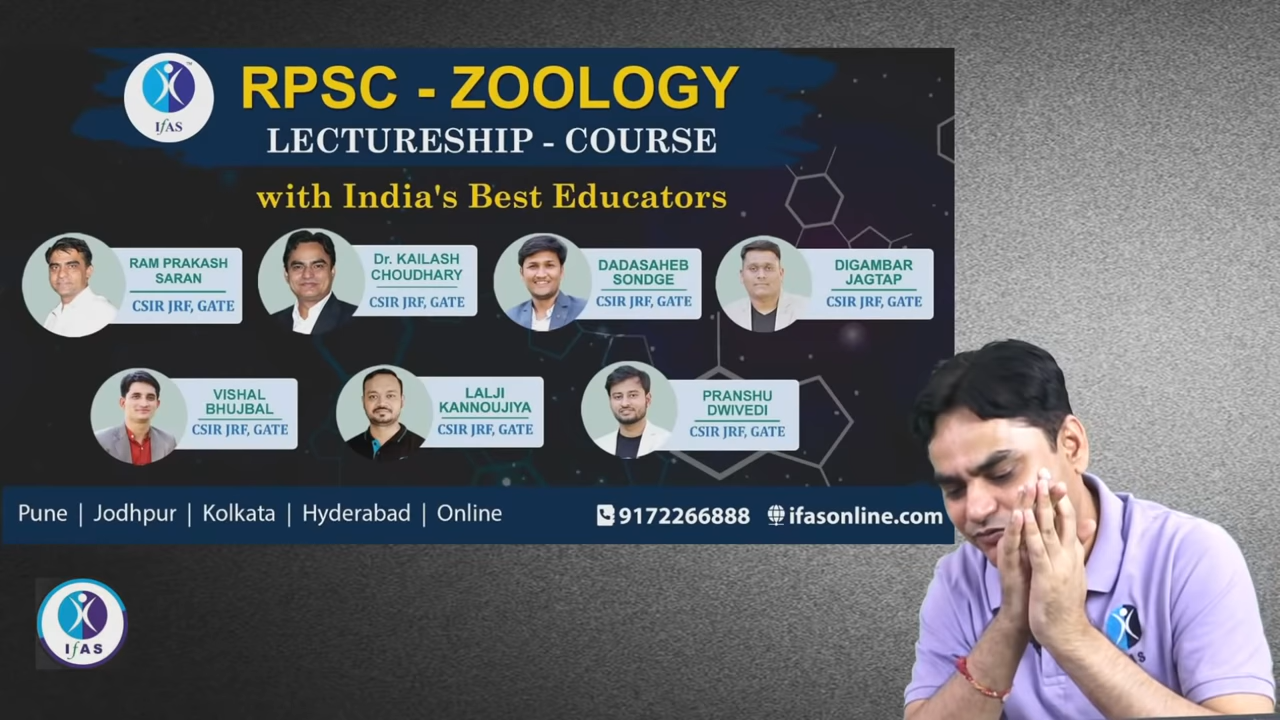 RPSC - ZOOLOGY
IfAS
LECTURESHIP - COURSE
with India's Best Educators
RAM PRAKASH
SARAN
CSIR JRF, GATE
Dr. KAILASH
CHOUDHARY
CSIR JRF, GATE
DADASAHEB
SONDGE
CSIR JRF, GATE
DIGAMBAR
JAGTAP
CSIR JRF, GATE
VISHAL
BHUJBAL
CSIR JRF, GATE
LALJI
KANNOUJIYA
CSIR JRF, GATE
PRANSHU
DWIVEDI
CSIR JRF, GATE
Pune | Jodhpur | Kolkata | Hyderabad | Online
9172266888 ifasonline.com
IfAS